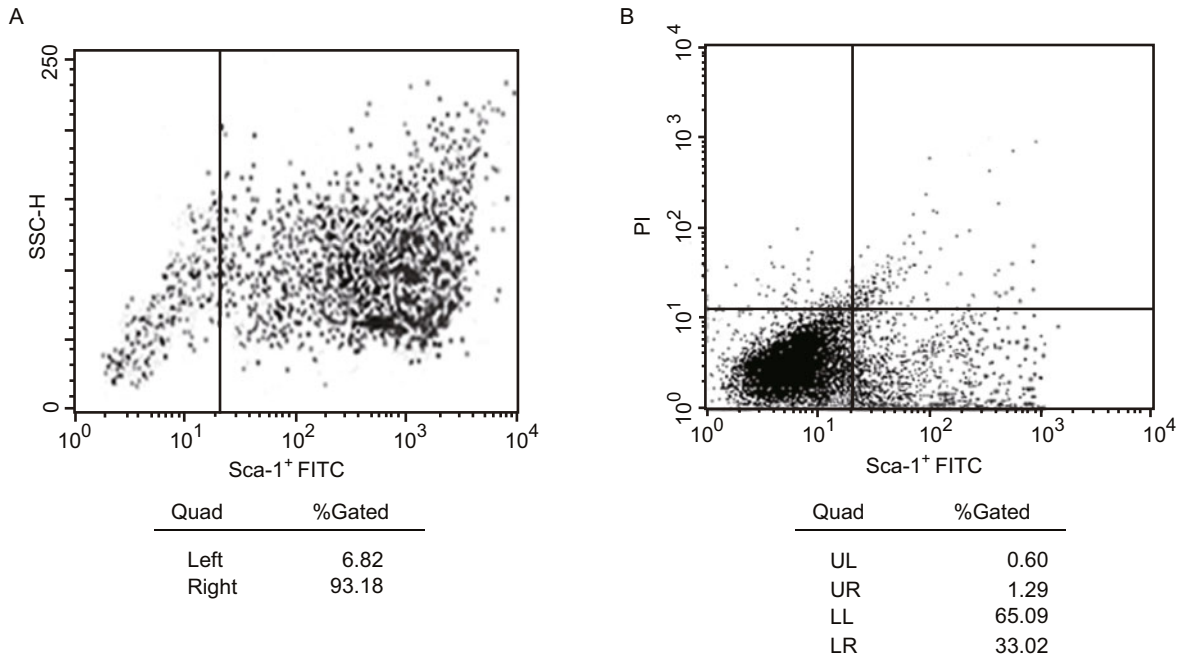 A
250
SSC-H
0
10^0 10^1 10^2 10^3 10^4
Sca-1^+ FITC
Quad %Gated
Left 6.82
Right 93.18
B
10^4
10^3
PI
10^2
10^1
10^0
10^0 10^1 10^2 10^3 10^4
Sca-1^+ FITC
Quad %Gated
UL 0.60
UR 1.29
LL 65.09
LR 33.02